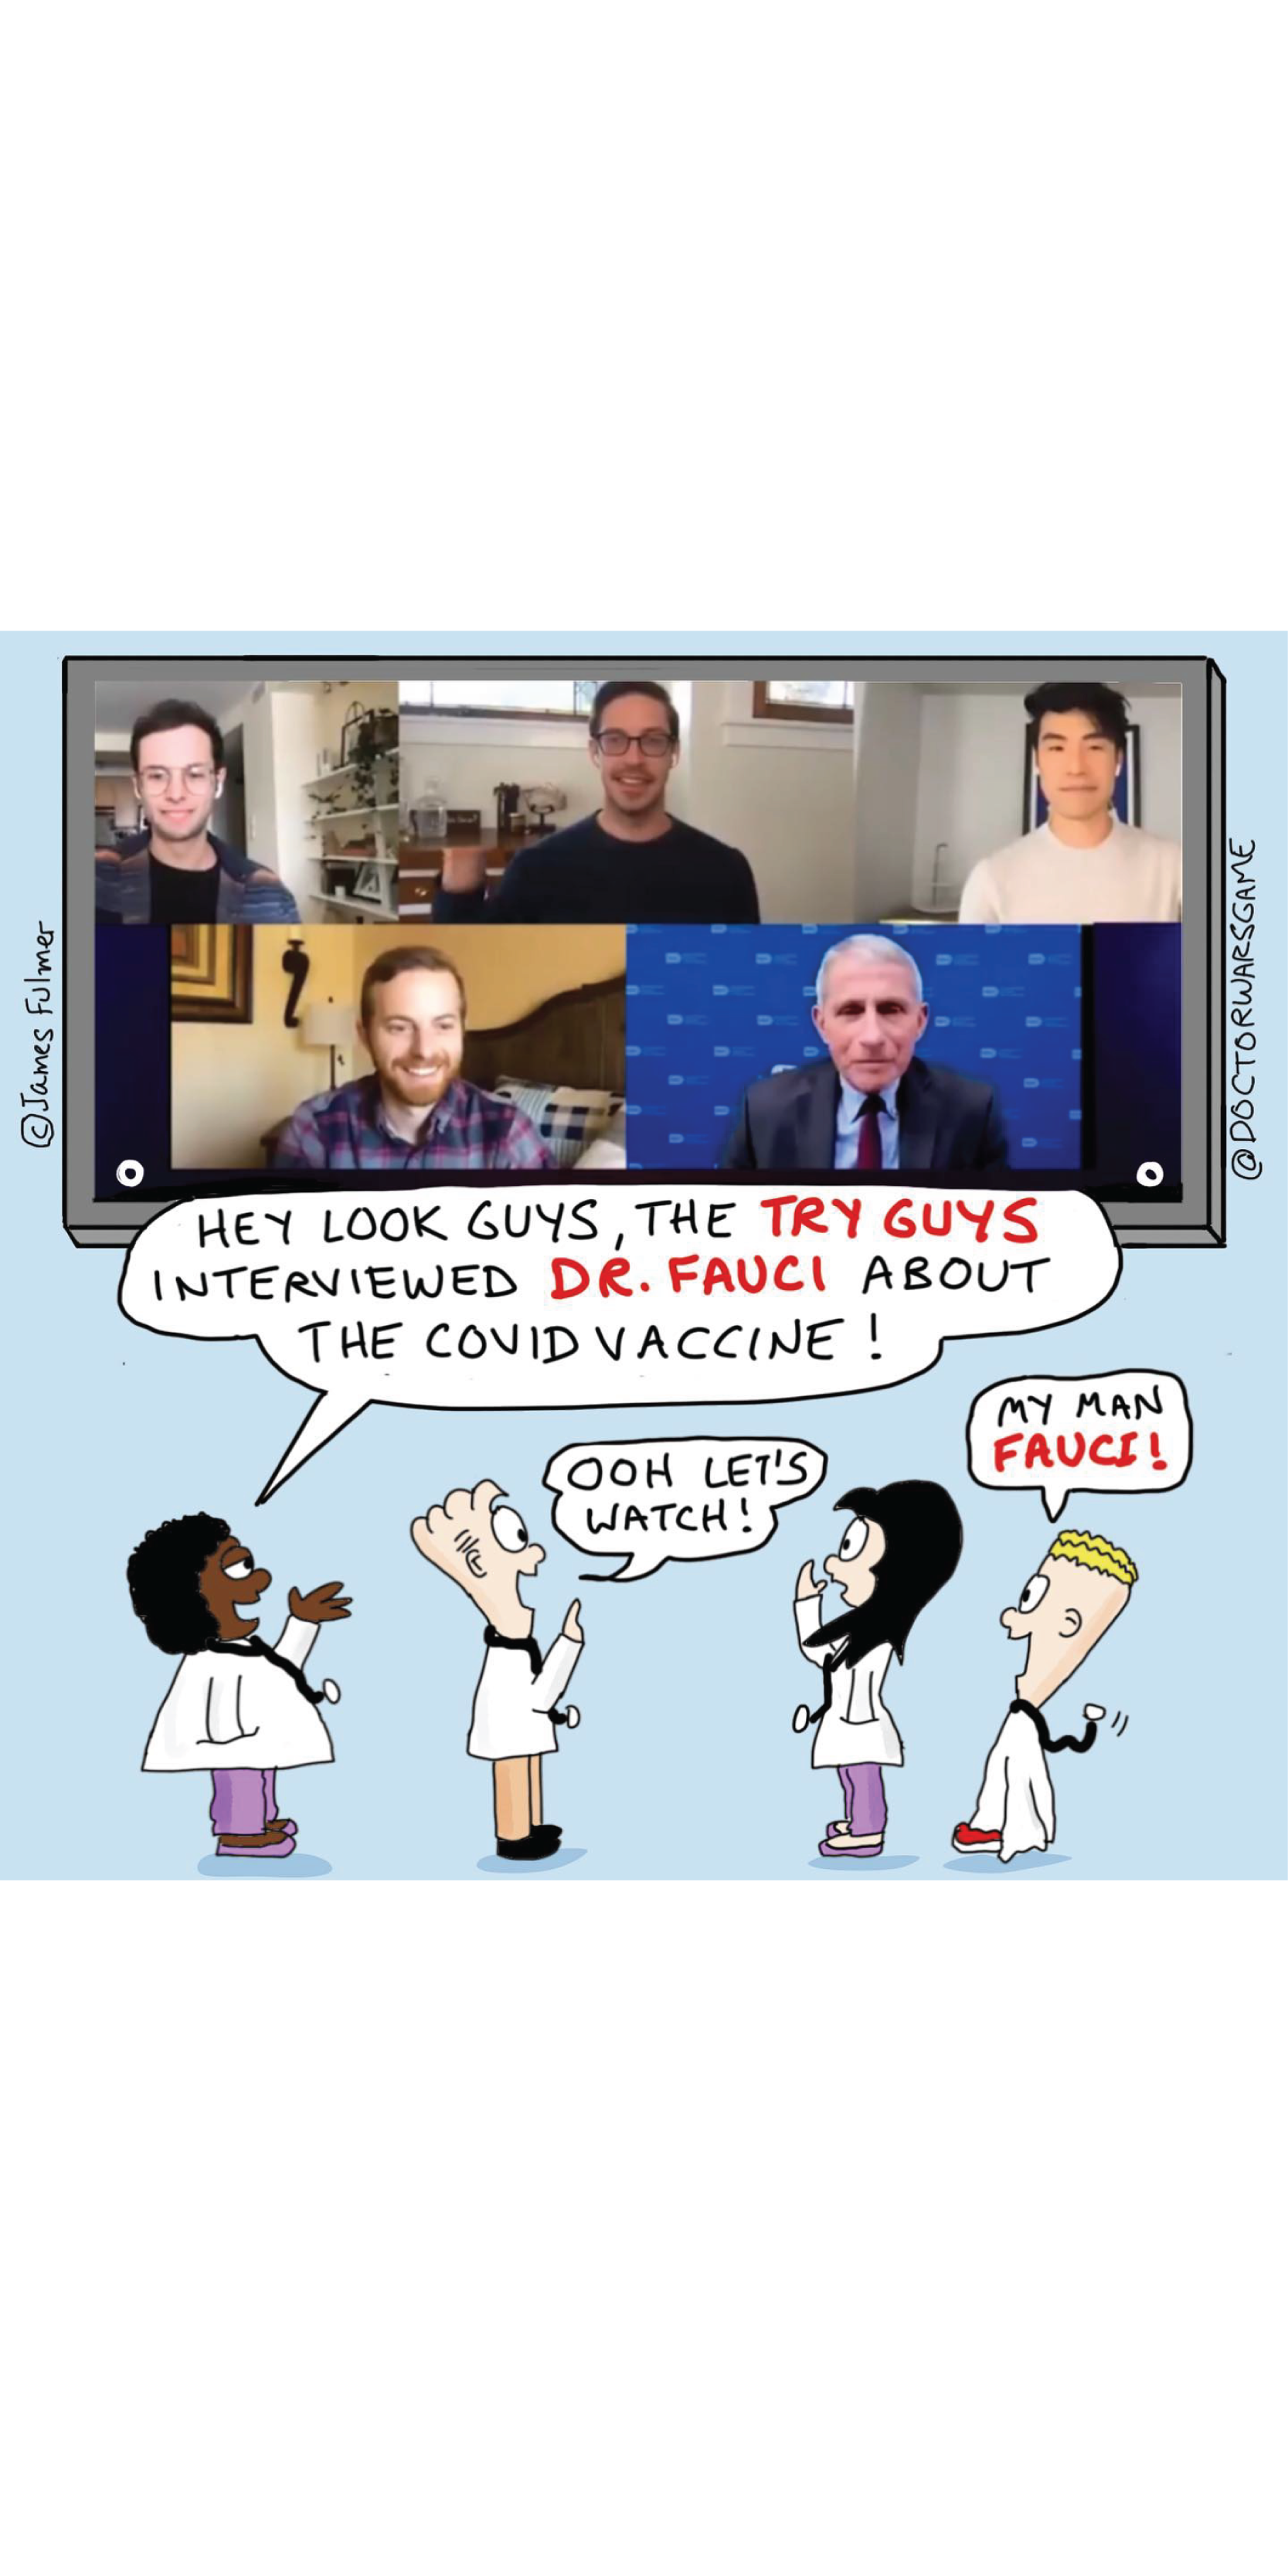 ©James Fulmer
@DOCTORWARSGAME
HEY LOOK GUYS, THE TRY GUYS
INTERVIEWED DR. FAUCI ABOUT
THE COVID VACCINE!
OOH LET'S
WATCH!
MY MAN
FAUCI!